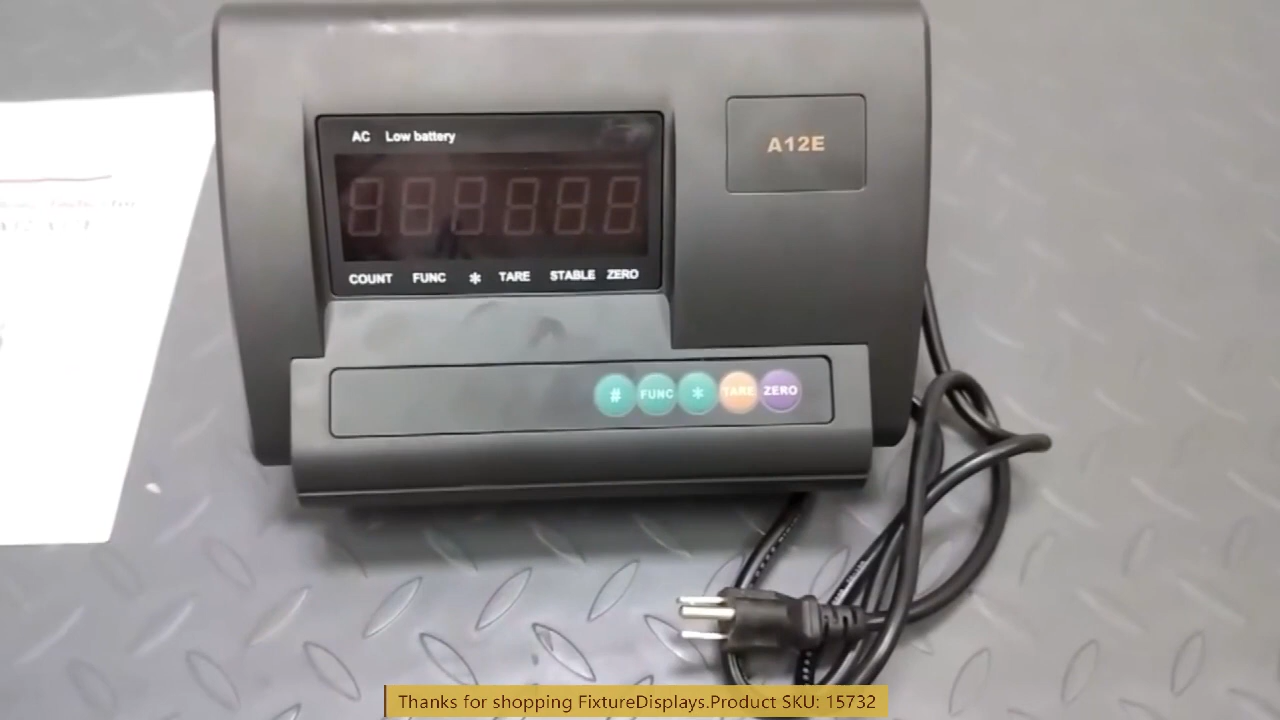 AC Low battery
A12E
COUNT FUNC * TARE STABLE ZERO
# FUNC * TARE ZERO
Thanks for shopping FixtureDisplays.Product SKU: 15732